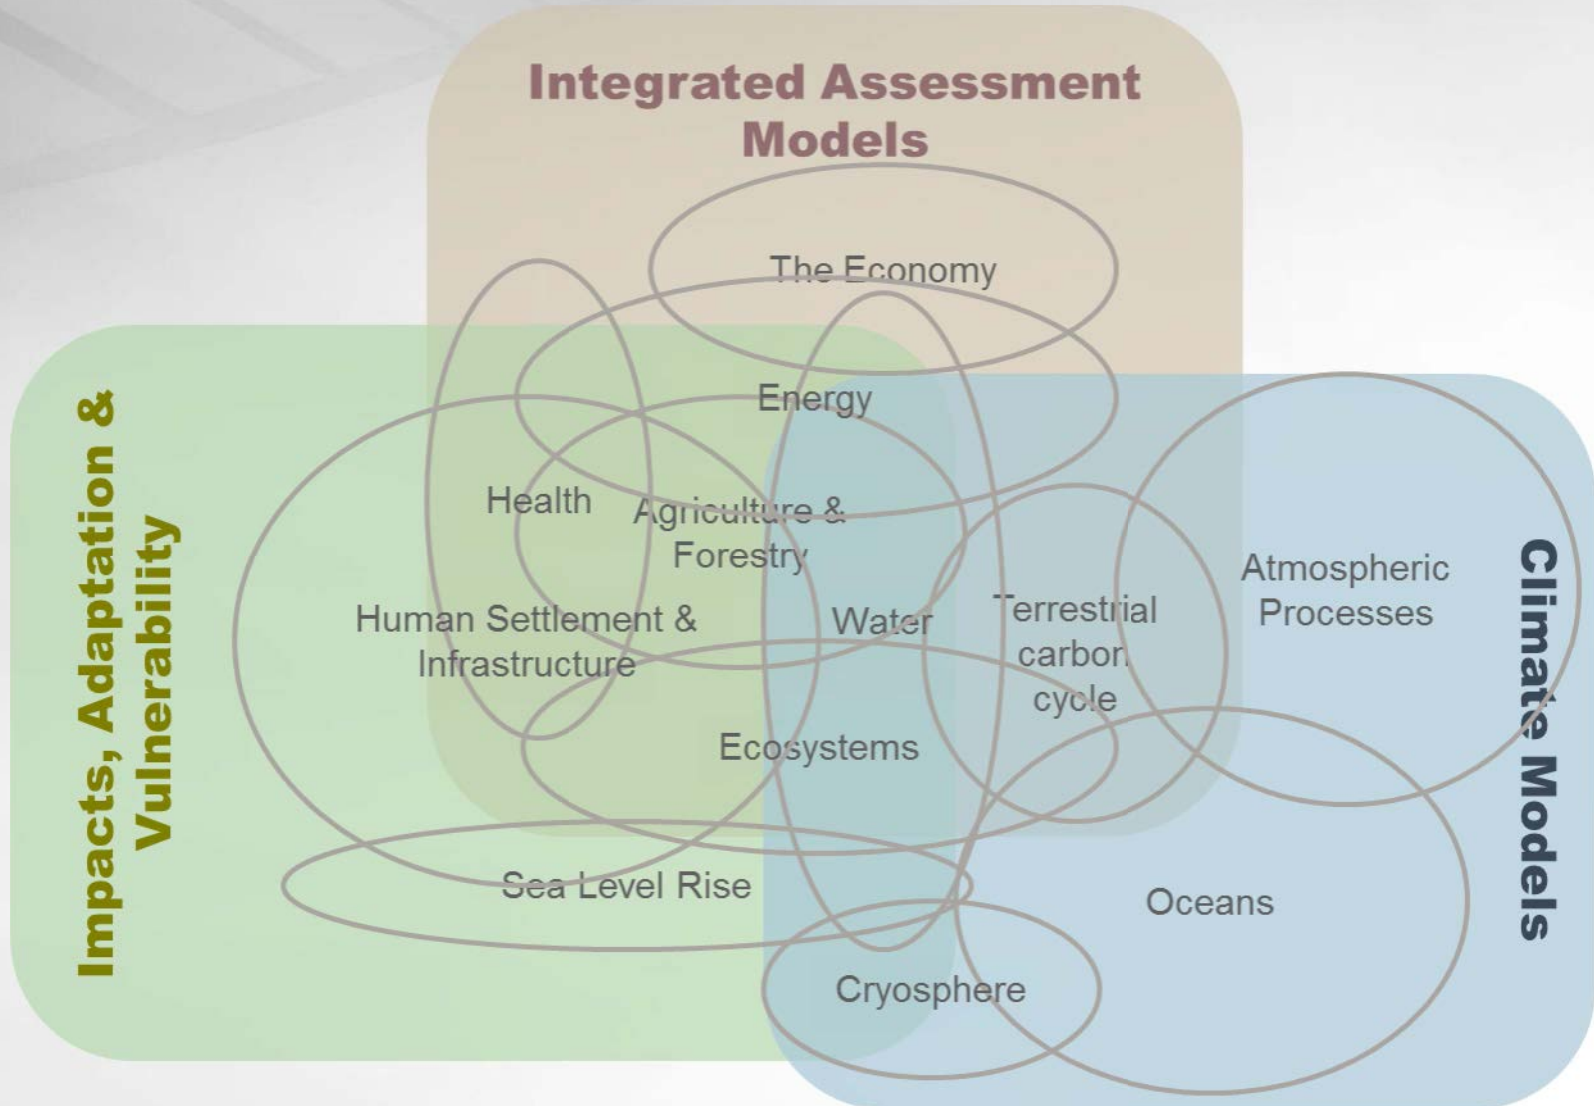 Integrated Assessment
Models
The Economy
Energy
Health
Agriculture &
Forestry
Human Settlement &
Infrastructure
Water
Terrestrial
carbon
cycle
Atmospheric
Processes
Ecosystems
Sea Level Rise
Oceans
Cryosphere
Impacts, Adaptation &
Vulnerability
Climate Models